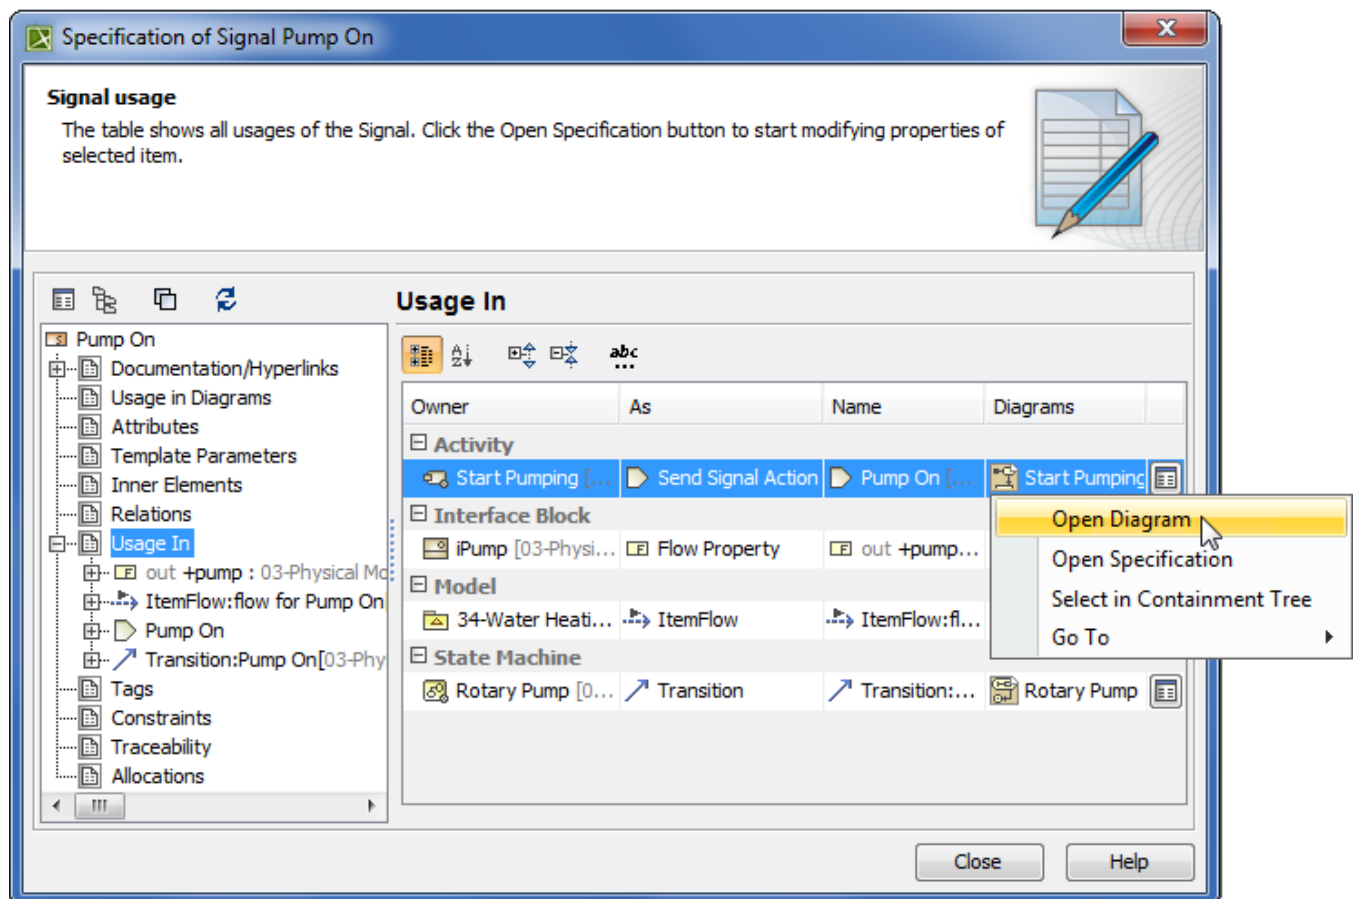 Specification of Signal Pump On
Signal usage
The table shows all usages of the Signal. Click the Open Specification button to start modifying properties of
selected item.
Pump On
Documentation/Hyperlinks
Usage in Diagrams
Attributes
Template Parameters
Inner Elements
Relations
Usage In
out +pump : 03-Physical Mo
ItemFlow:flow for Pump On[
Pump On
Transition:Pump On[03-Phy
Tags
Constraints
Traceability
Allocations
Usage In
abc
Owner As Name Diagrams
Activity
Start Pumping [... Send Signal Action Pump On [... Start Pumping
Interface Block
iPump [03-Physi... Flow Property out +pump...
Model
34-Water Heati... ItemFlow ItemFlow:fl...
State Machine
Rotary Pump [0... Transition Transition:... Rotary Pump
Open Diagram
Open Specification
Select in Containment Tree
Go To
Close Help